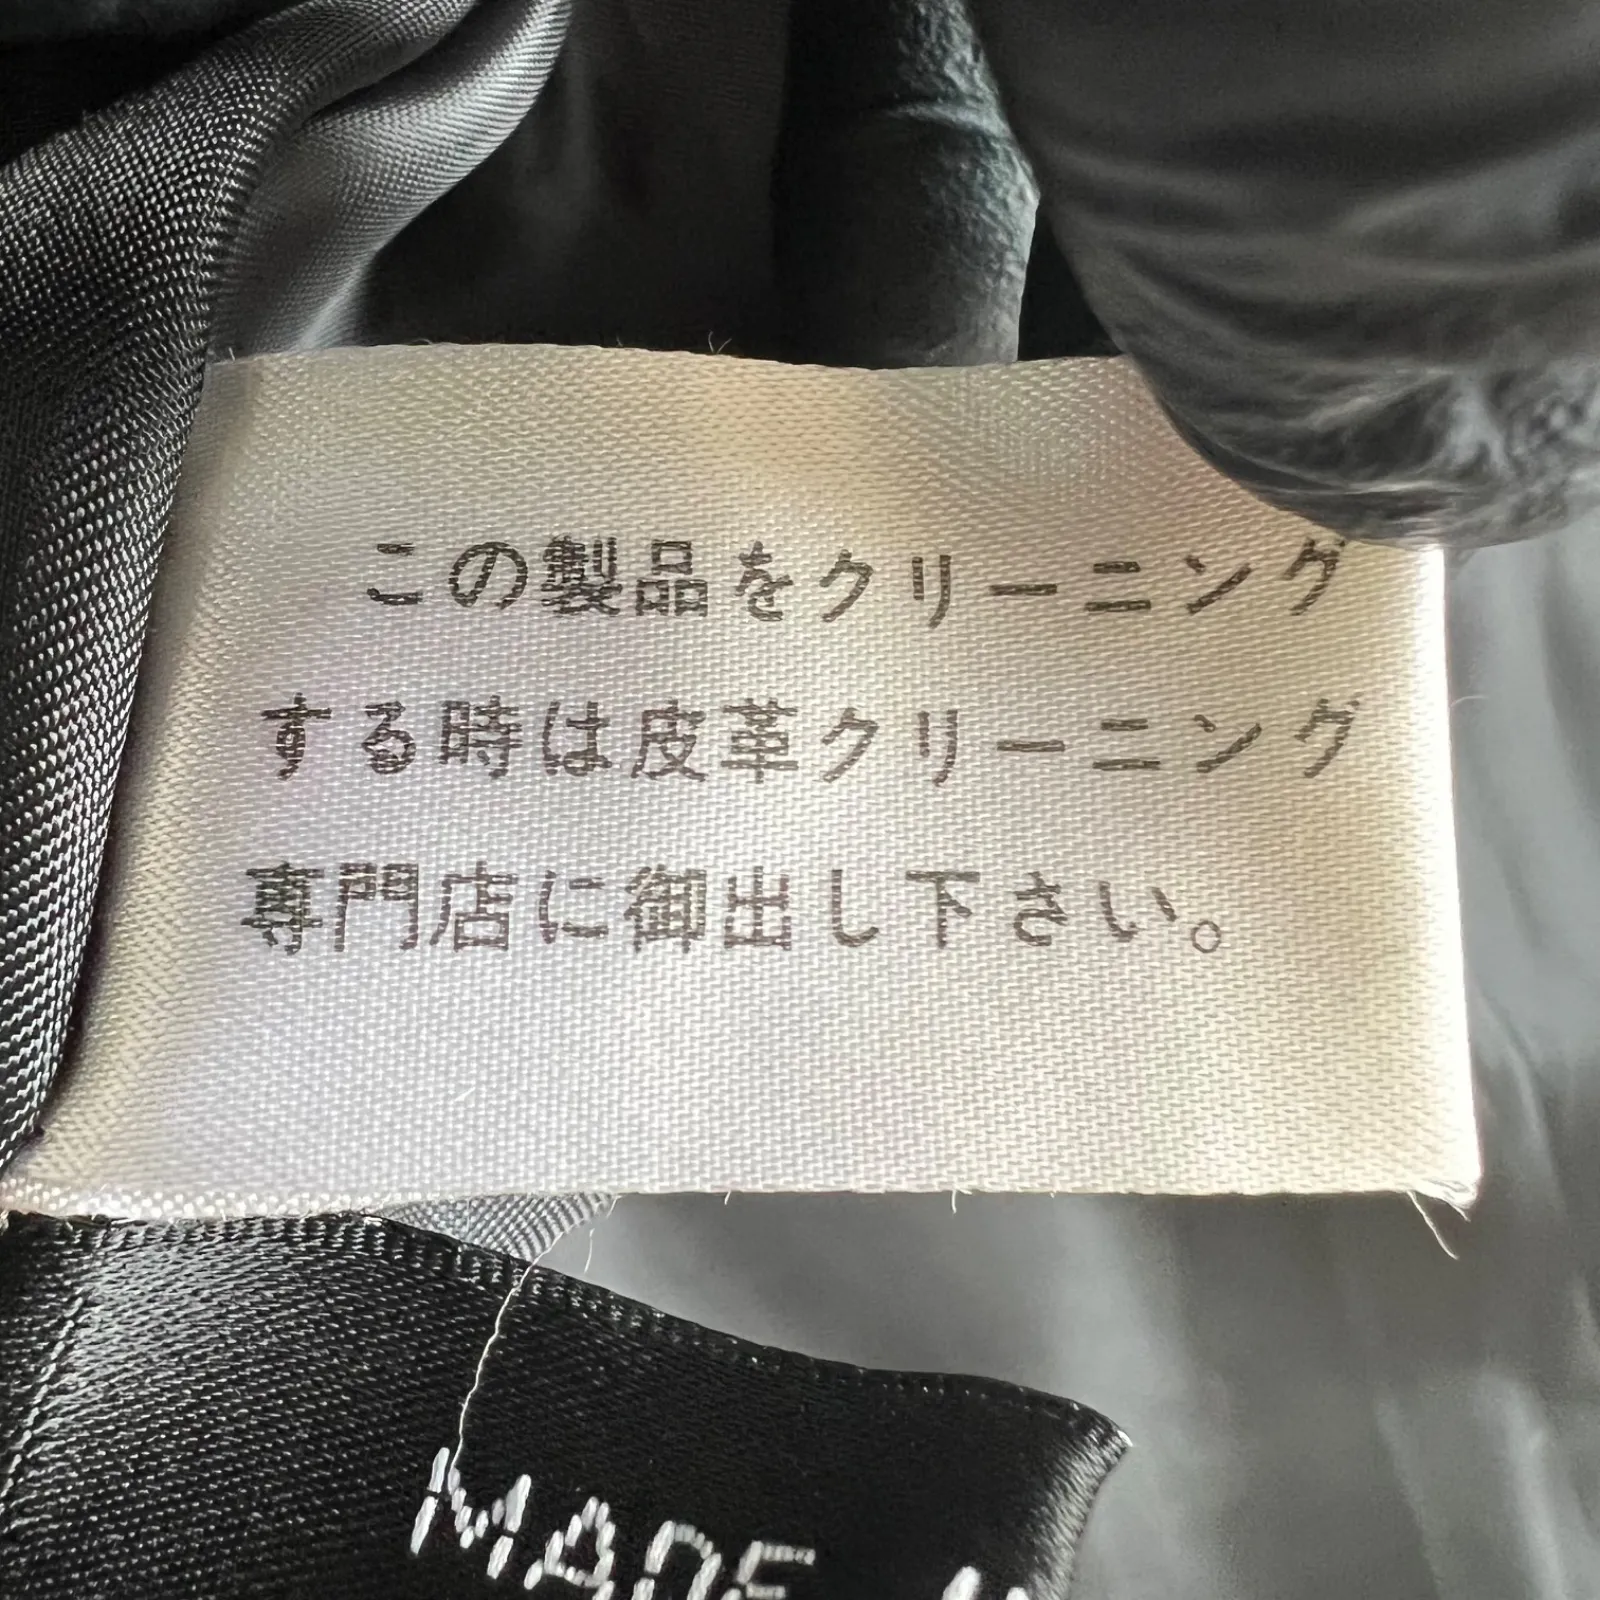 この製品をクリーニング
する時は皮革クリーニング
専門店に御出し下さい。
MADE